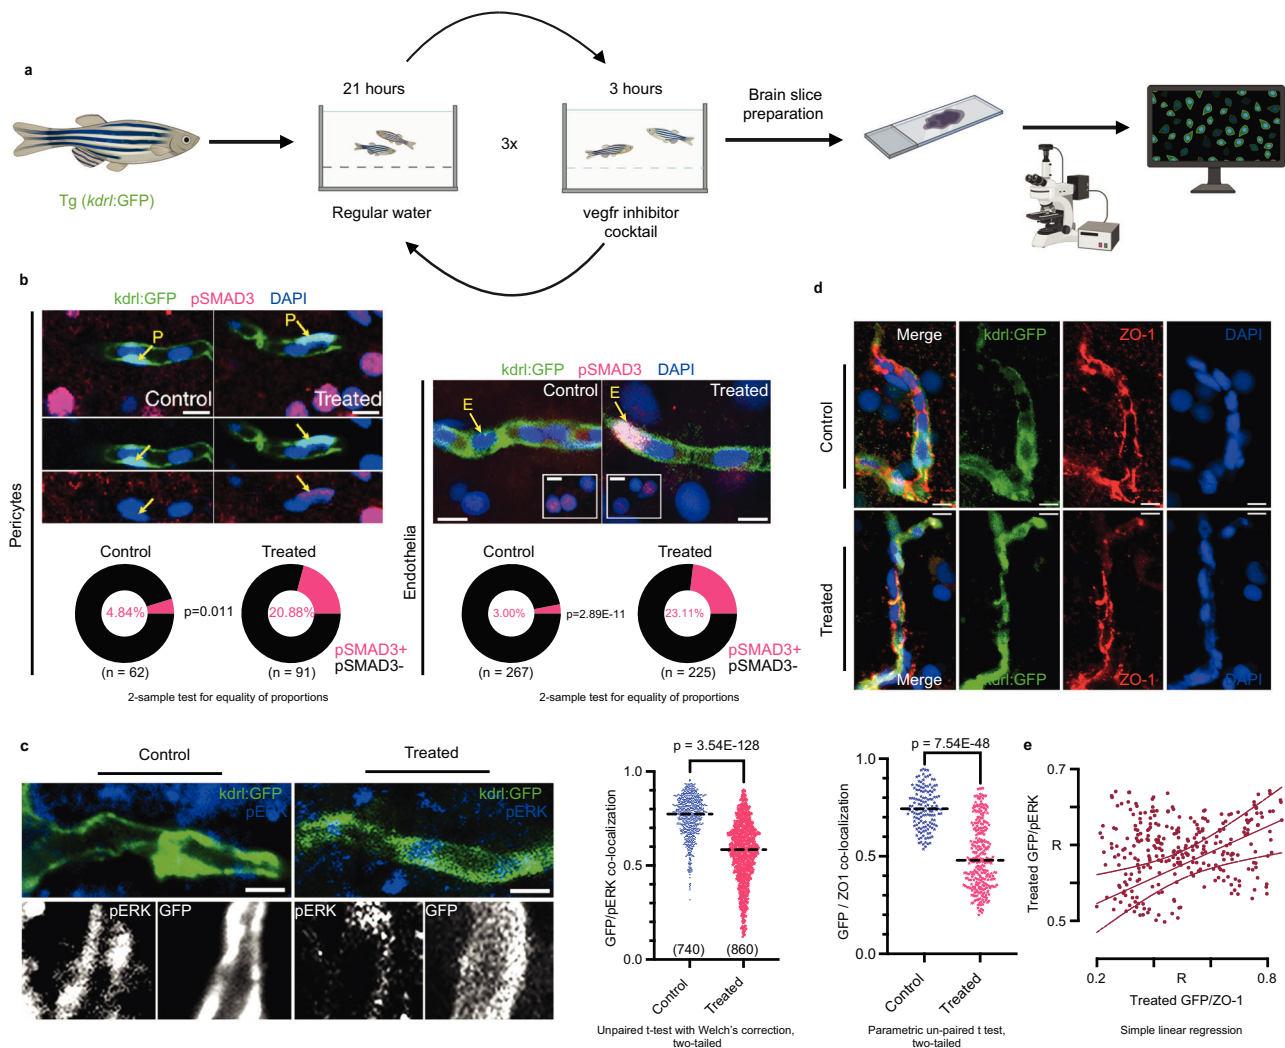 a
21 hours
3 hours
Brain slice
preparation
3x
Tg (kdrl:GFP)
Regular water
vegfr inhibitor
cocktail
b
kdrl:GFP pSMAD3 DAPI
Pericytes
P
P
Control
Treated
Control
Treated
4.84%
p=0.011
20.88%
pSMAD3+
pSMAD3-
(n = 62)
(n = 91)
2-sample test for equality of proportions
kdrl:GFP pSMAD3 DAPI
Endothelia
E
Control
E
Treated
Control
Treated
3.00%
p=2.89E-11
23.11%
pSMAD3+
pSMAD3-
(n = 267)
(n = 225)
2-sample test for equality of proportions
d
Control
Merge
kdrl:GFP
ZO-1
DAPI
Treated
Merge
kdrl:GFP
ZO-1
DAPI
c
Control
Treated
kdrl:GFP
pERK
kdrl:GFP
pERK
pERK
GFP
pERK
GFP
p = 3.54E-128
GFP/pERK co-localization
1.0
0.5
0.0
(740)
(860)
Control
Treated
Unpaired t-test with Welch's correction,
two-tailed
p = 7.54E-48
GFP / ZO1 co-localization
1.0
0.5
0.0
Control
Treated
Parametric un-paired t test,
two-tailed
e
Treated GFP/pERK
R
0.7
0.5
0.2
R
0.8
Treated GFP/ZO-1
Simple linear regression